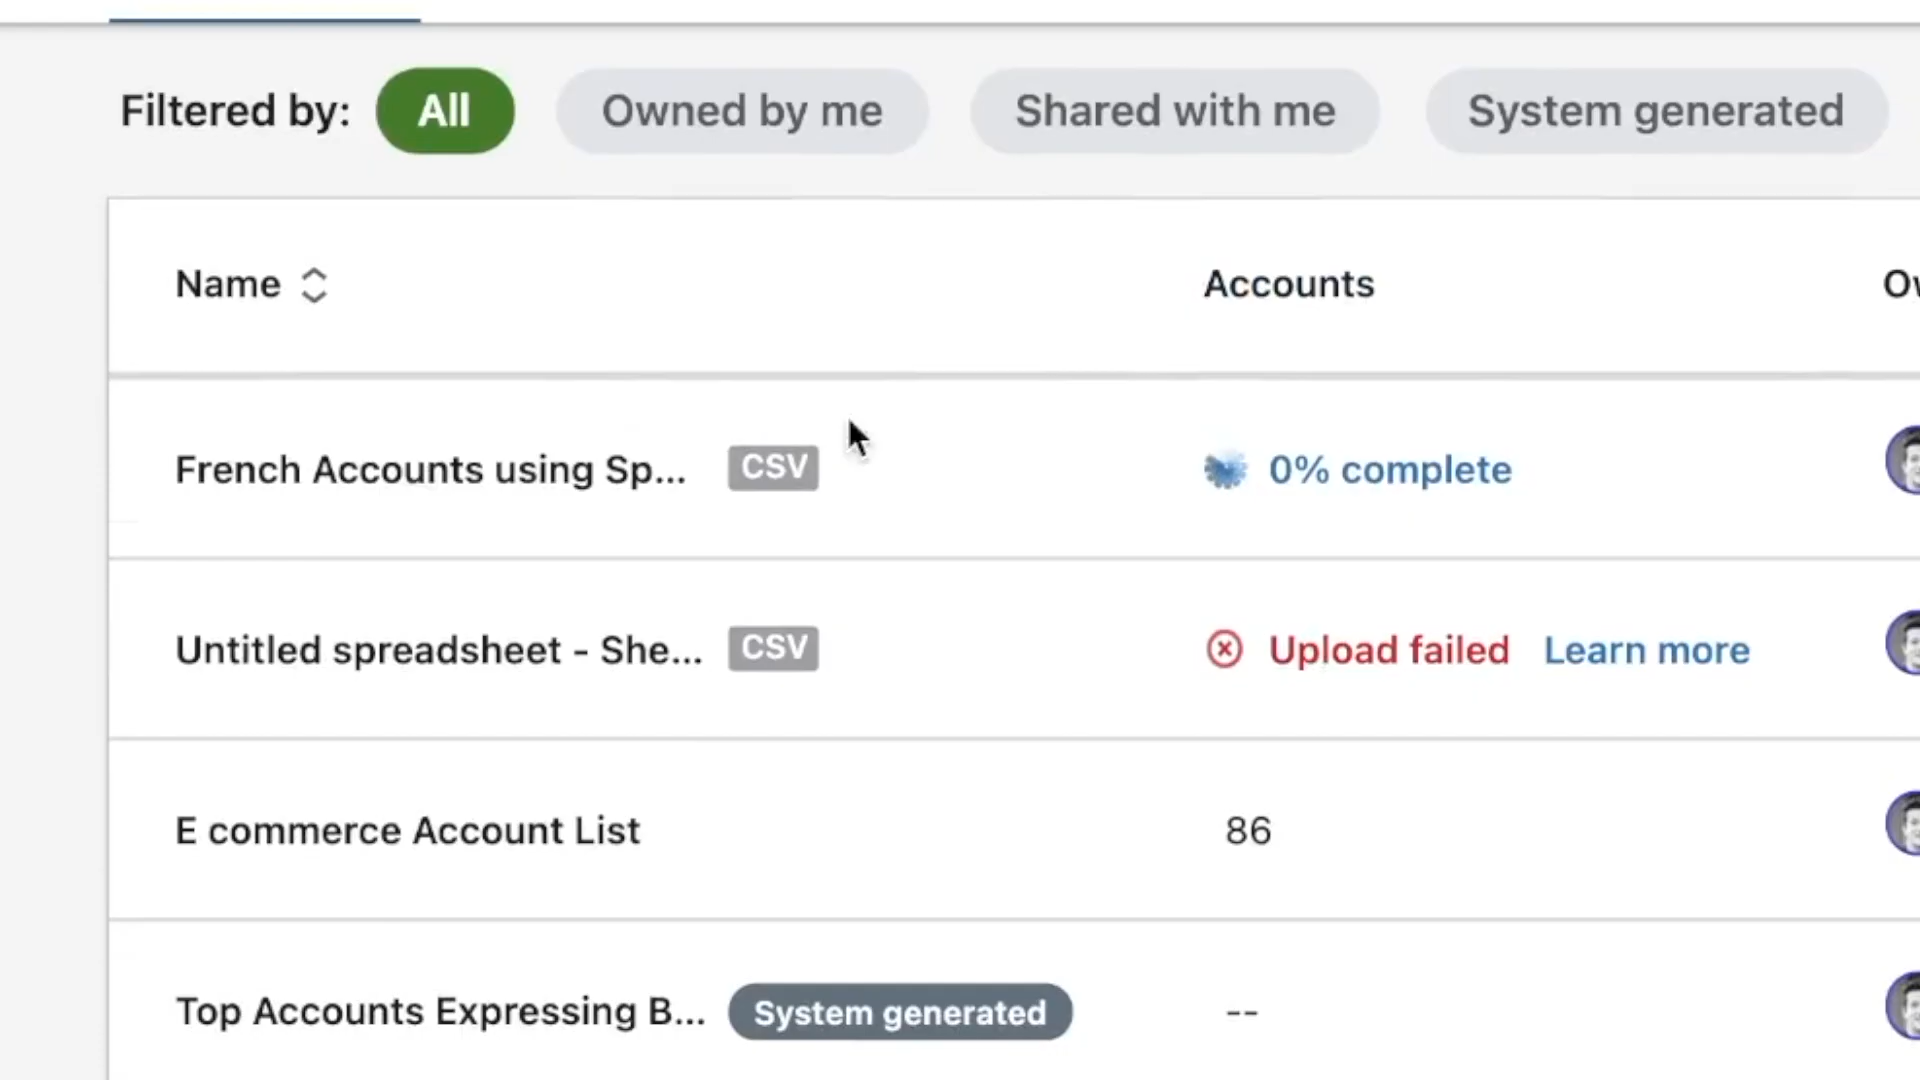 Filtered by: All Owned by me Shared with me System generated
Name Accounts
French Accounts using Sp... CSV 0% complete
Untitled spreadsheet - She... CSV Upload failed Learn more
E commerce Account List 86
Top Accounts Expressing B... System generated --